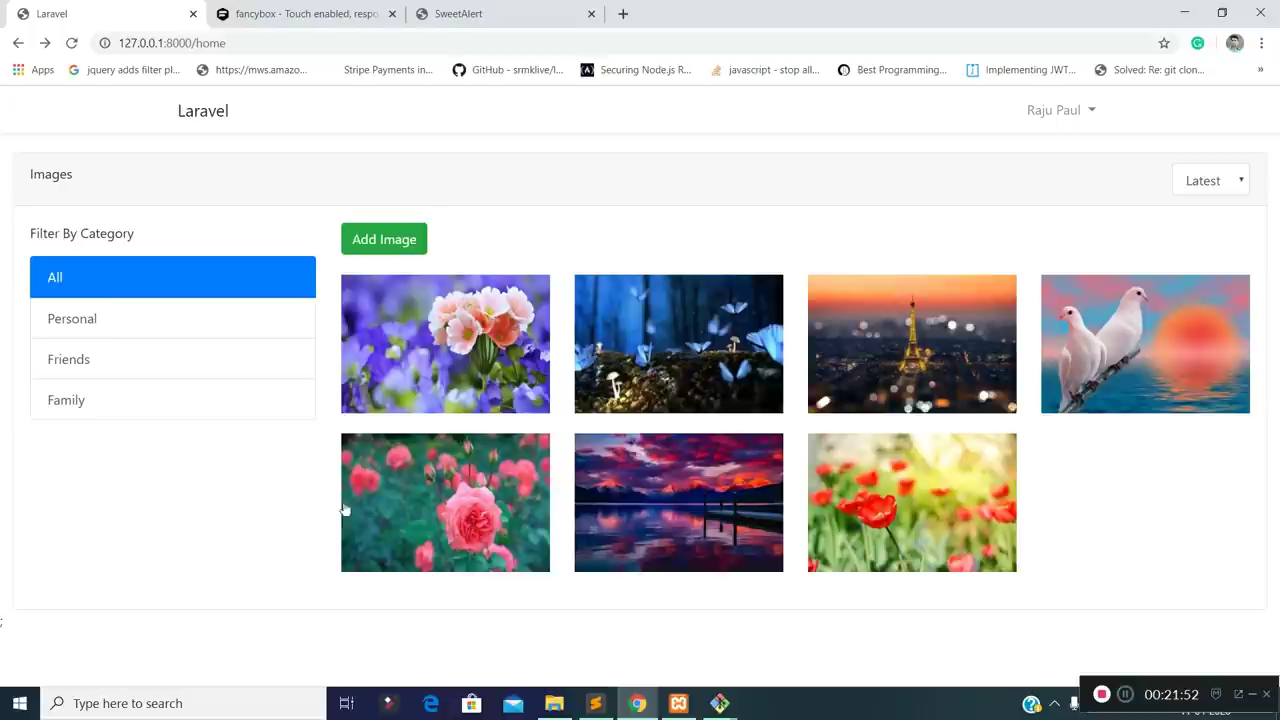 Laravel
fancybox - Touch enabled, respo
SweetAlert
127.0.0.1:8000/home
Apps
jquery adds filter pl...
https://mws.amazo...
Stripe Payments in...
GitHub - srmklive/l...
Securing Node.js R...
javascript - stop all...
Best Programming...
Implementing JWT...
Solved: Re: git clon...
»
Laravel
Raju Paul
Images
Latest
Filter By Category
Add Image
All
Personal
Friends
Family
;
Type here to search
00:21:52